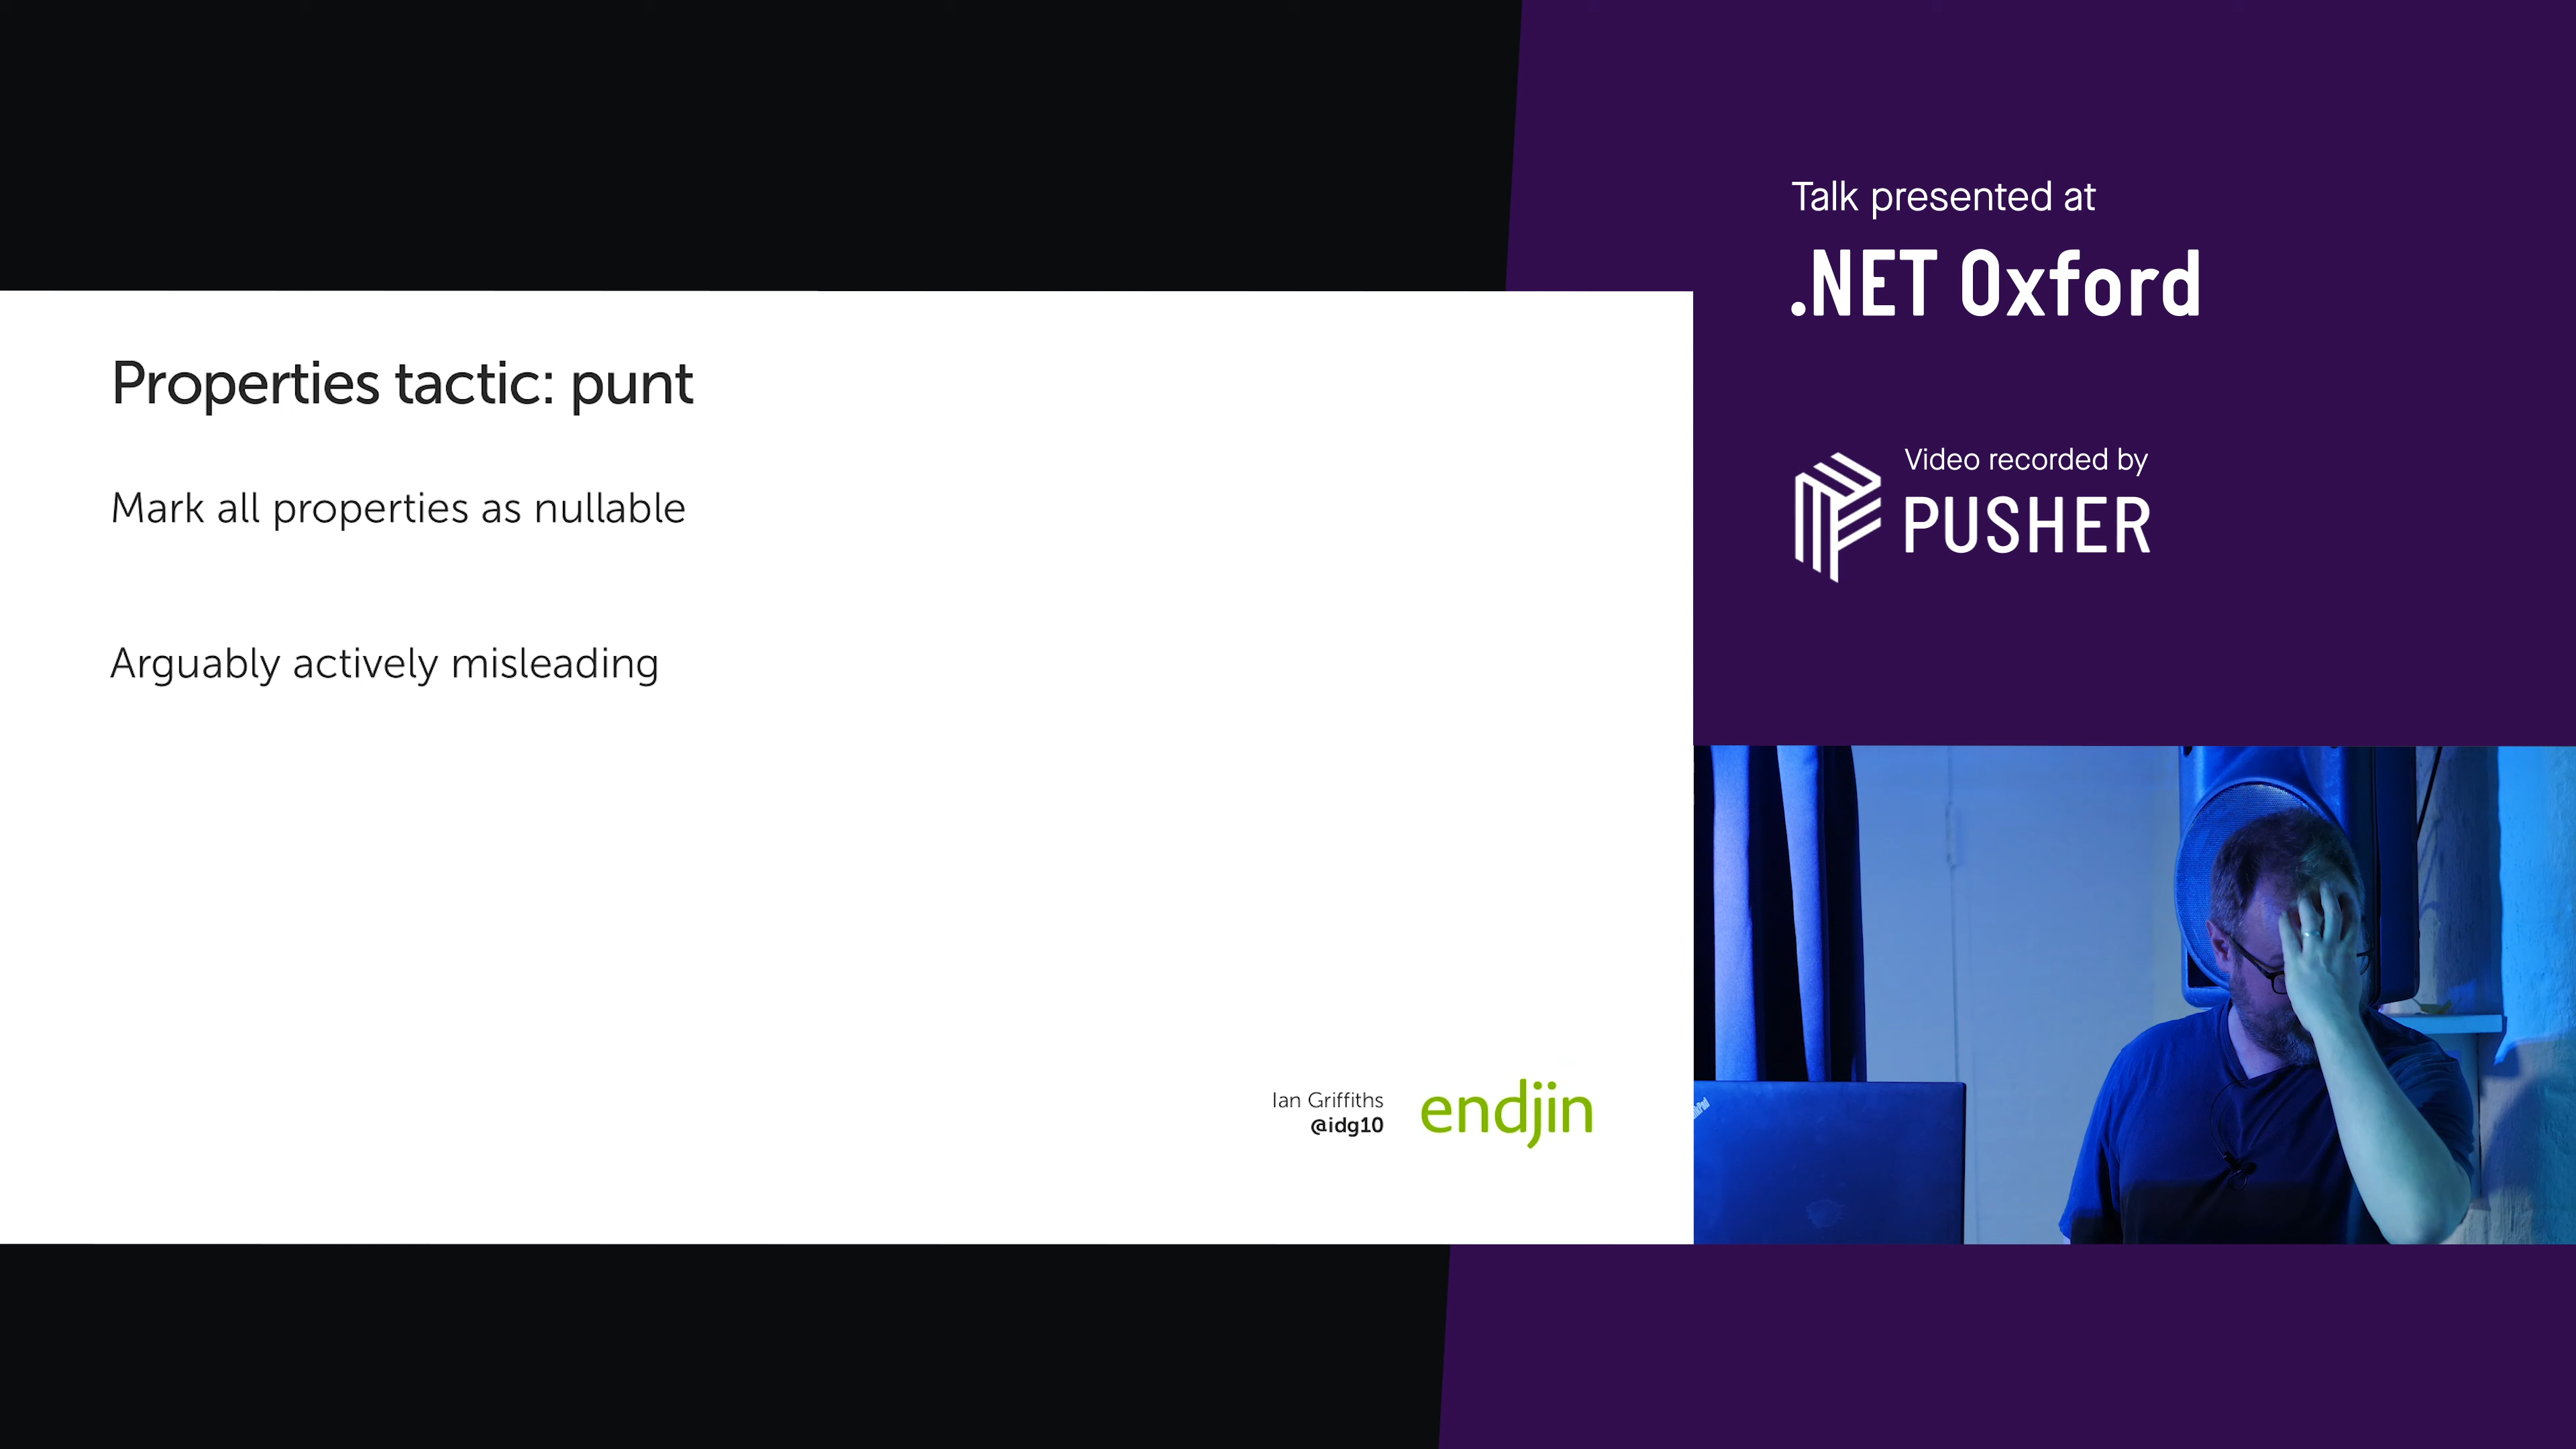 Talk presented at
.NET Oxford
Video recorded by
PUSHER
Properties tactic: punt
Mark all properties as nullable
Arguably actively misleading
Ian Griffiths
@idg10
endjin